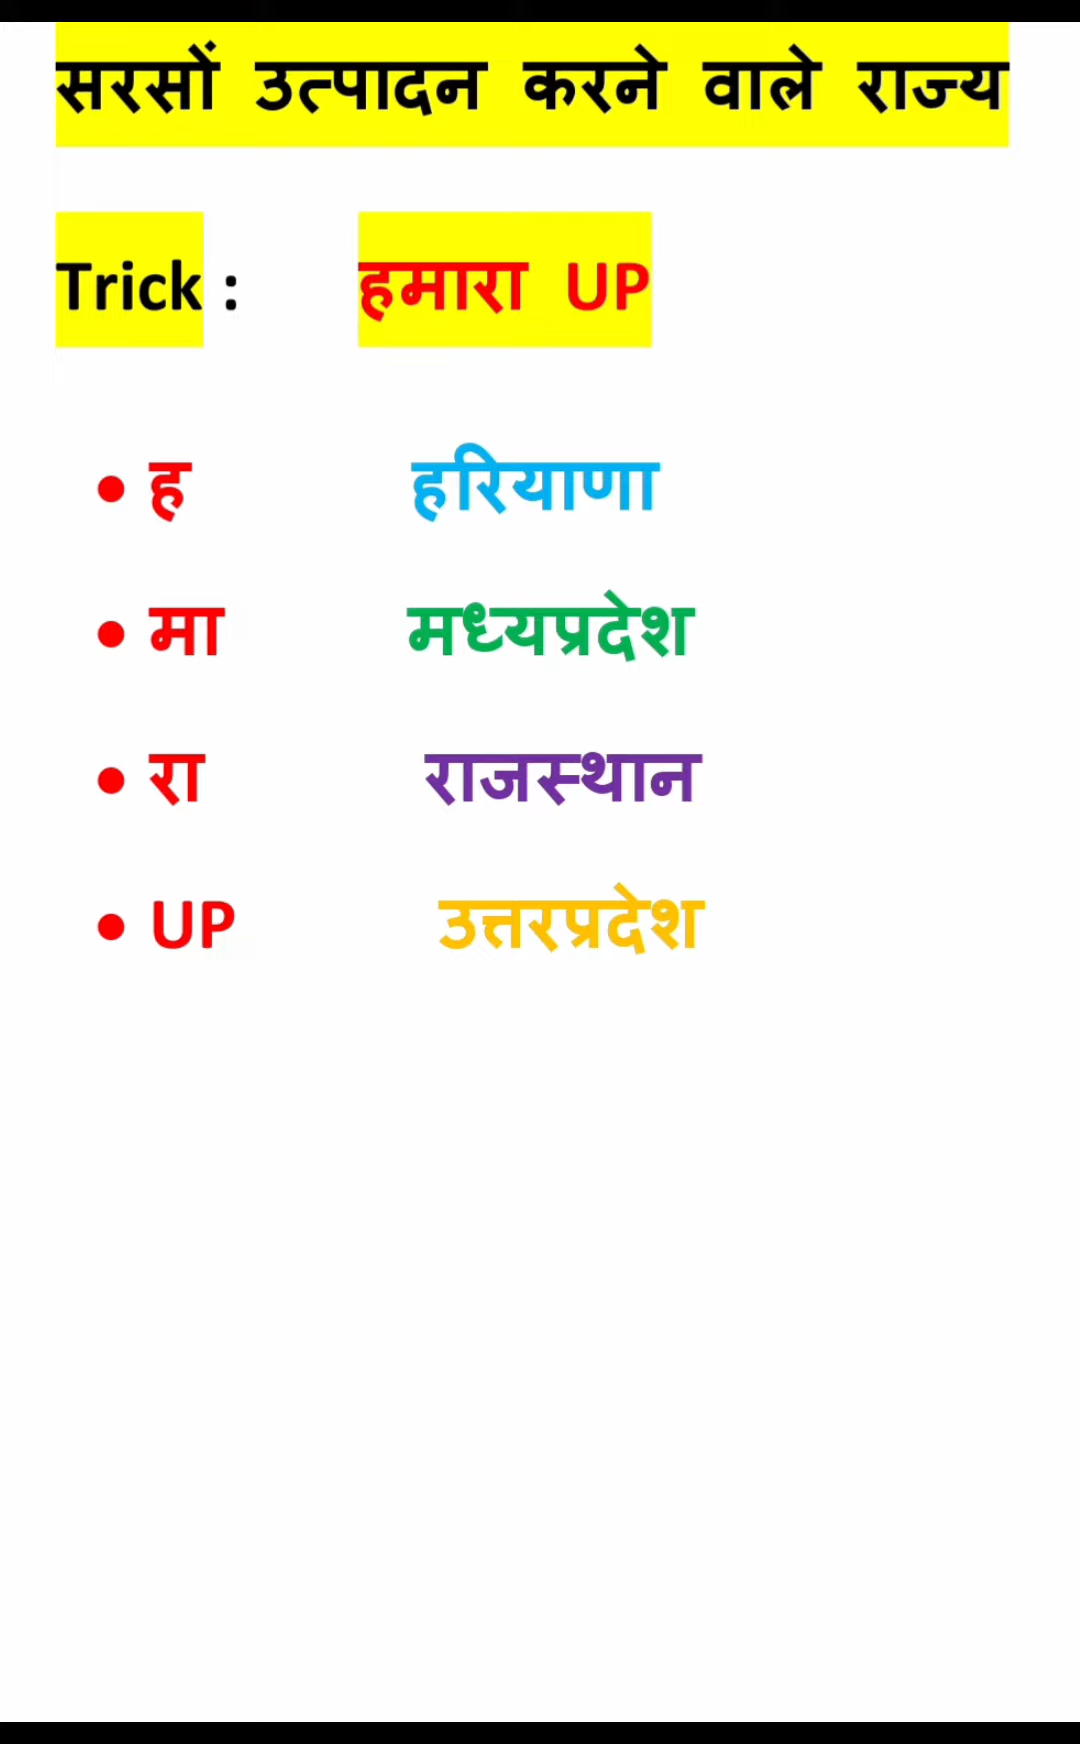 सरसों उत्पादन करने वाले राज्य
Trick : हमारा UP
• ह हरियाणा
• मा मध्यप्रदेश
• रा राजस्थान
• UP उत्तरप्रदेश